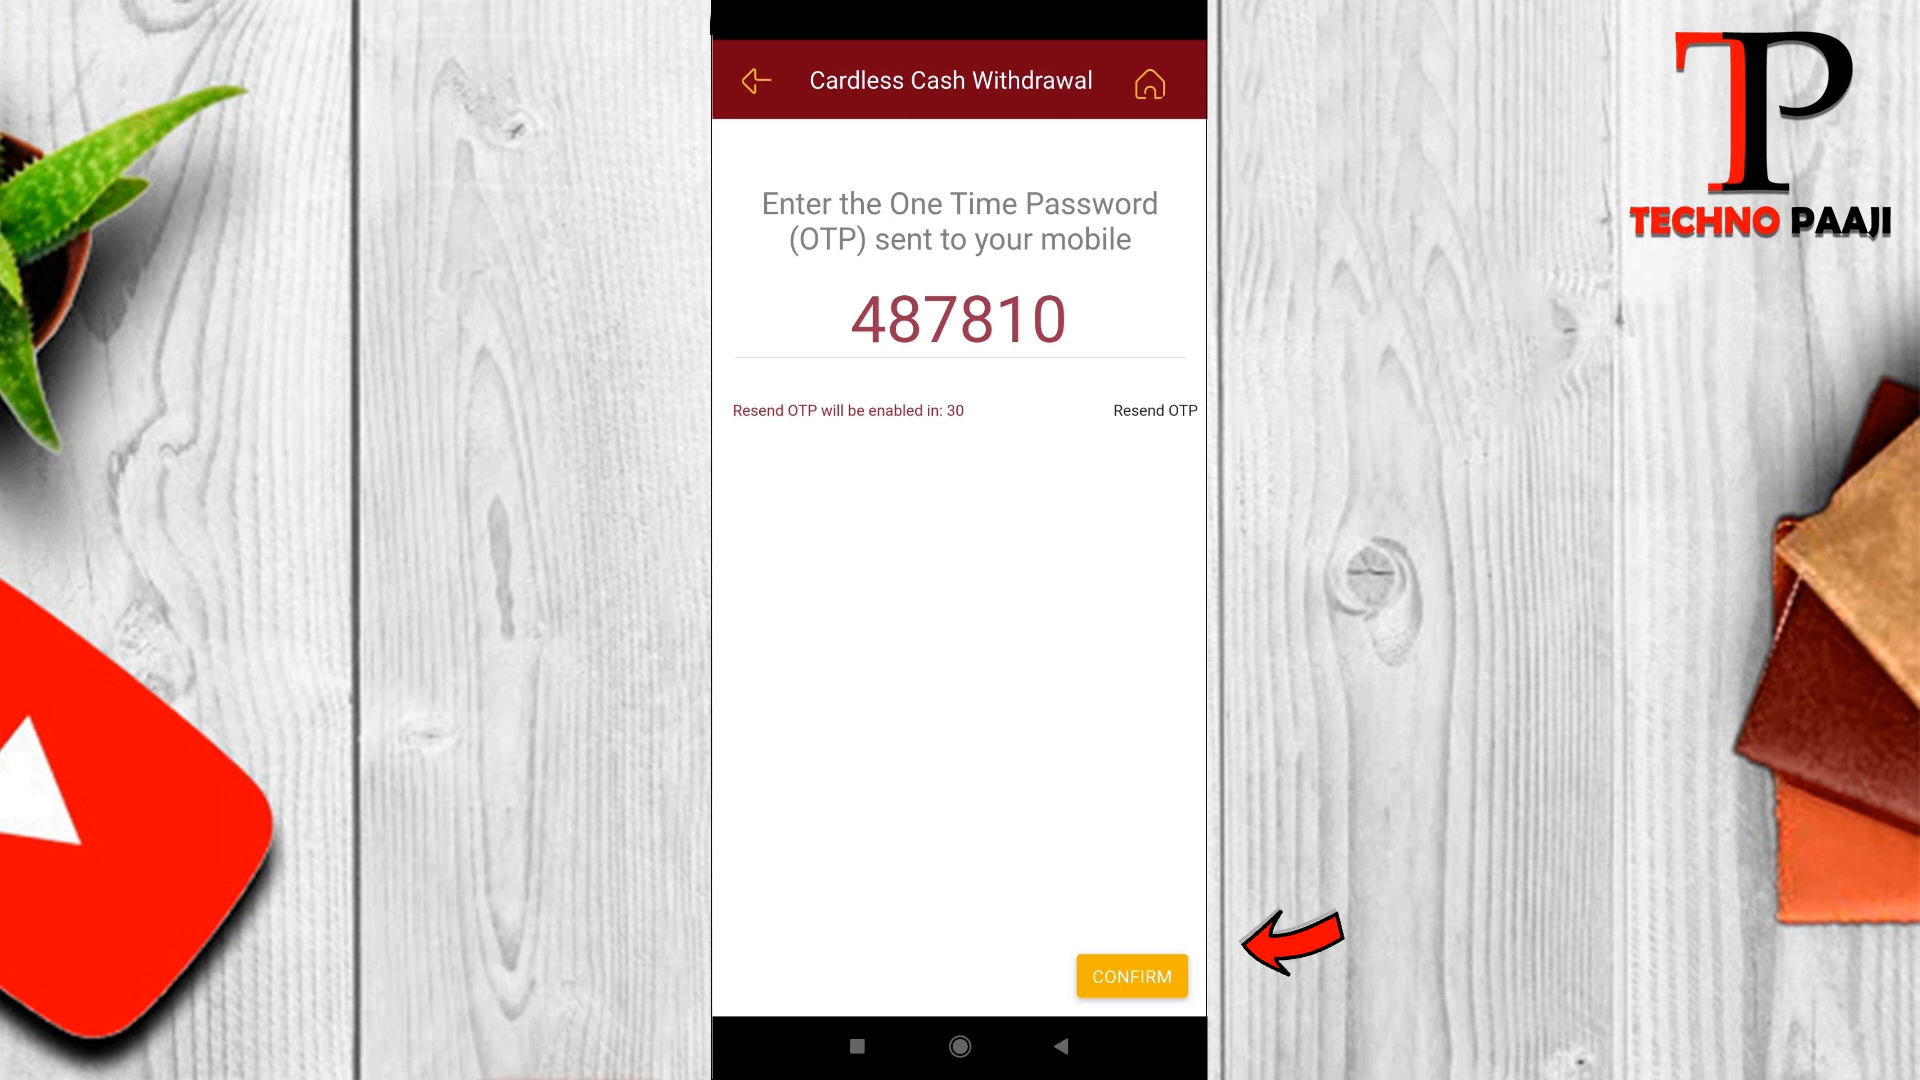 Cardless Cash Withdrawal
Enter the One Time Password
(OTP) sent to your mobile
487810
Resend OTP will be enabled in: 30
Resend OTP
CONFIRM
TP
TECHNO PAAJI